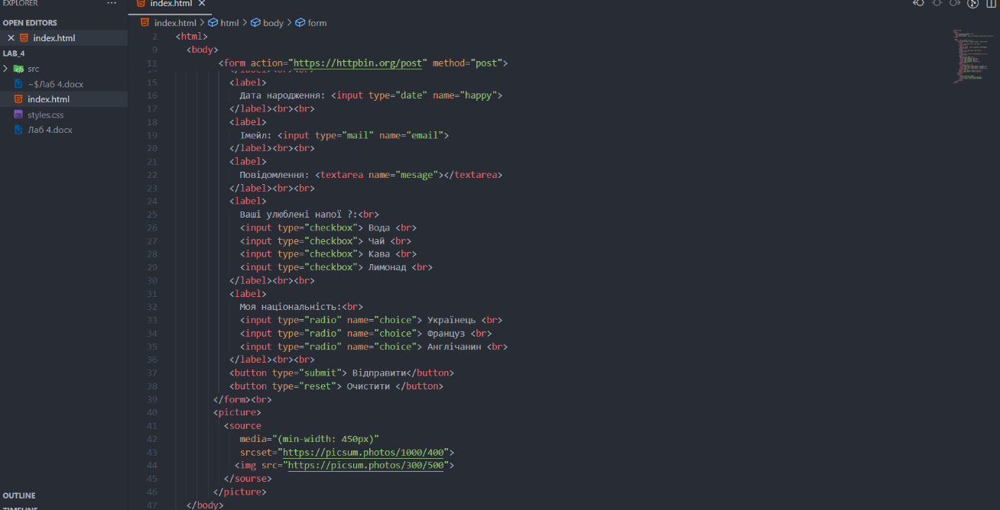 EXPLORER
···
index.html
OPEN EDITORS
index.html
LAB_4
src
~$Лаб 4.docx
index.html
styles.css
Лаб 4.docx
OUTLINE
TIMELINE
index.html > html > body > form
2 <html>
9 <body>
11 <form action="https://httpbin.org/post" method="post">
14 </label><br><br>
15 <label>
16 Дата народження: <input type="date" name="happy">
17 </label><br><br>
18 <label>
19 Імейл: <input type="mail" name="email">
20 </label><br><br>
21 <label>
22 Повідомлення: <textarea name="mesage"></textarea>
23 </label><br><br>
24 <label>
25 Ваші улюблені напої ?:<br>
26 <input type="checkbox"> Вода <br>
27 <input type="checkbox"> Чай <br>
28 <input type="checkbox"> Кава <br>
29 <input type="checkbox"> Лимонад <br>
30 </label><br><br>
31 <label>
32 Моя національність:<br>
33 <input type="radio" name="choice"> Українець <br>
34 <input type="radio" name="choice"> Француз <br>
35 <input type="radio" name="choice"> Англічанин <br>
36 </label><br><br>
37 <button type="submit"> Відправити</button>
38 <button type="reset"> Очистити </button>
39 </form><br>
40 <picture>
41 <source
42 media="(min-width: 450px)"
43 srcset="https://picsum.photos/1000/400">
44 <img src="https://picsum.photos/300/500">
45 </sourse>
46 </picture>
47 </body>